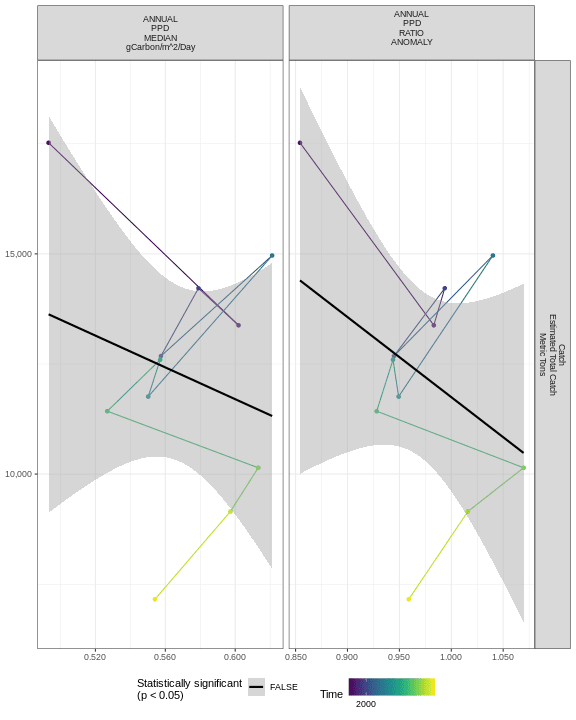 ANNUAL
PPD
MEDIAN
gCarbon/m^2/Day
ANNUAL
PPD
RATIO
ANOMALY
15,000
10,000
Catch
Estimated Total Catch
Metric Tons
0.520
0.560
0.600
0.850
0.900
0.950
1.000
1.050
Statistically significant
(p < 0.05)
FALSE
Time
2000